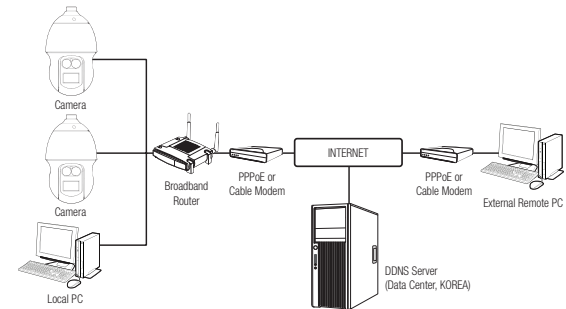 Camera
Camera
Local PC
Broadband
Router
PPPoE or
Cable Modem
INTERNET
PPPoE or
Cable Modem
External Remote PC
DDNS Server
(Data Center, KOREA)